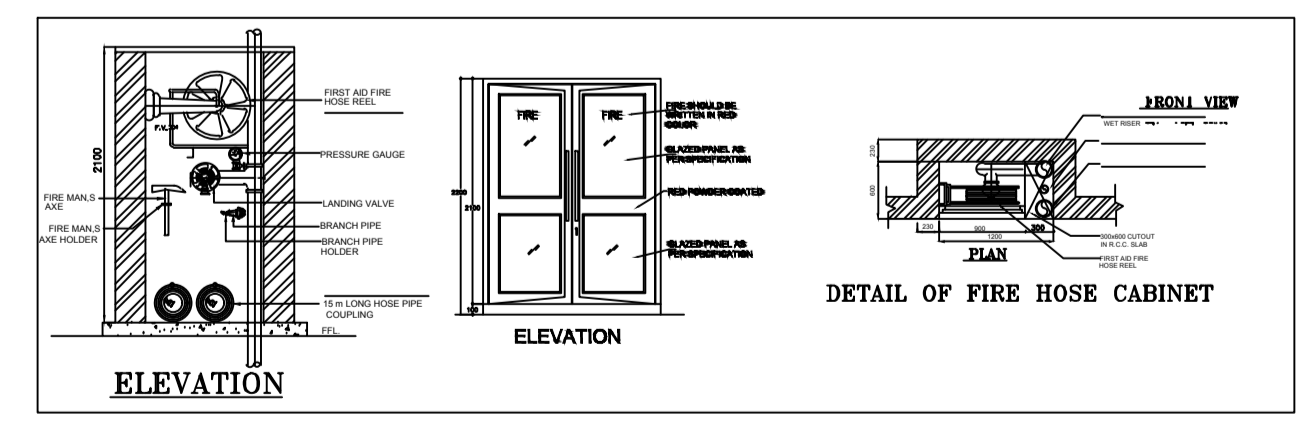 2100
FIRST AID FIRE
HOSE REEL
F.V.
PRESSURE GAUGE
LANDING VALVE
FIRE MAN,S
AXE
FIRE MAN,S
AXE HOLDER
BRANCH PIPE
BRANCH PIPE
HOLDER
15 m LONG HOSE PIPE
COUPLING
FFL.
ELEVATION
2200
2100
100
FIRE
FIRE
FIRE SHOULD BE
WRITTEN IN RED
COLOR
GLAZED PANEL AS
PER SPECIFICATION
RED POWDER COATED
GLAZED PANEL AS
PER SPECIFICATION
ELEVATION
FRONT VIEW
WET RISER
230
600
230
900
300
1200
300x600 CUTOUT
IN R.C.C. SLAB
FIRST AID FIRE
HOSE REEL
PLAN
DETAIL OF FIRE HOSE CABINET